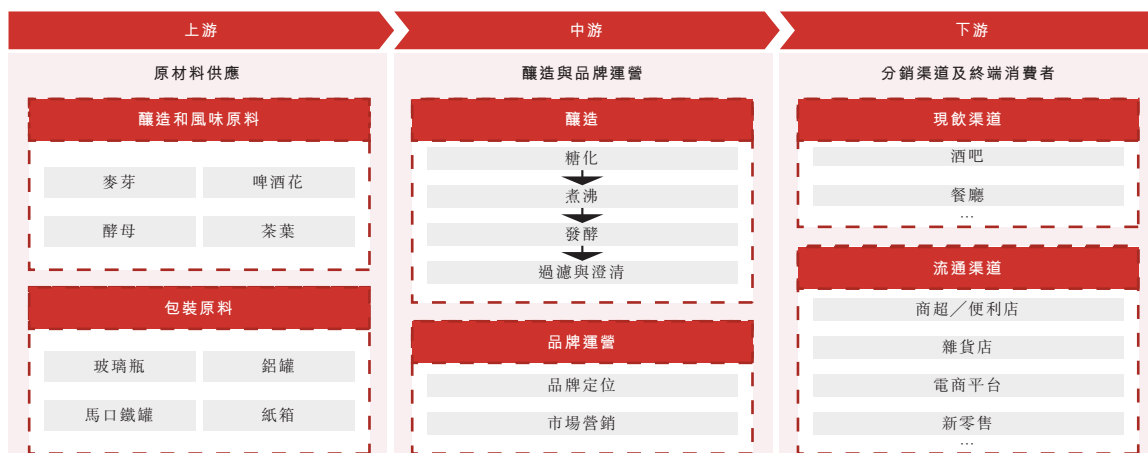 上游
原材料供應
釀造和風味原料
麥芽 啤酒花
酵母 茶葉
包裝原料
玻璃瓶 鋁罐
馬口鐵罐 紙箱
中游
釀造與品牌運營
釀造
糖化
煮沸
發酵
過濾與澄清
品牌運營
品牌定位
市場營銷
下游
分銷渠道及終端消費者
現飲渠道
酒吧
餐廳
…
流通渠道
商超╱便利店
雜貨店
電商平台
新零售
…